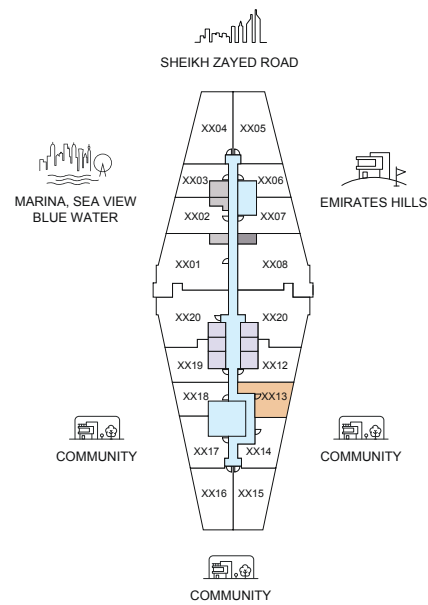 SHEIKH ZAYED ROAD
XX04 XX05
XX03 XX06
MARINA, SEA VIEW
BLUE WATER
EMIRATES HILLS
XX02 XX07
XX01 XX08
XX20 XX20
XX19 XX12
XX18 XX13
COMMUNITY
XX17 XX14
COMMUNITY
XX16 XX15
COMMUNITY